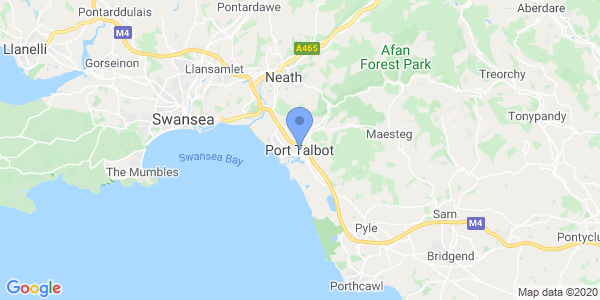 Pontarddulais
Pontardawe
Aberdare
M4
A465
Llanelli
Gorseinon
Afan
Forest Park
Llansamlet
Neath
Treorchy
Swansea
Tonypandy
Maesteg
Port Talbot
Swansea Bay
The Mumbles
Sarn
M4
Pyle
Pontyclu
Bridgend
Porthcawl
Google
Map data ©2020